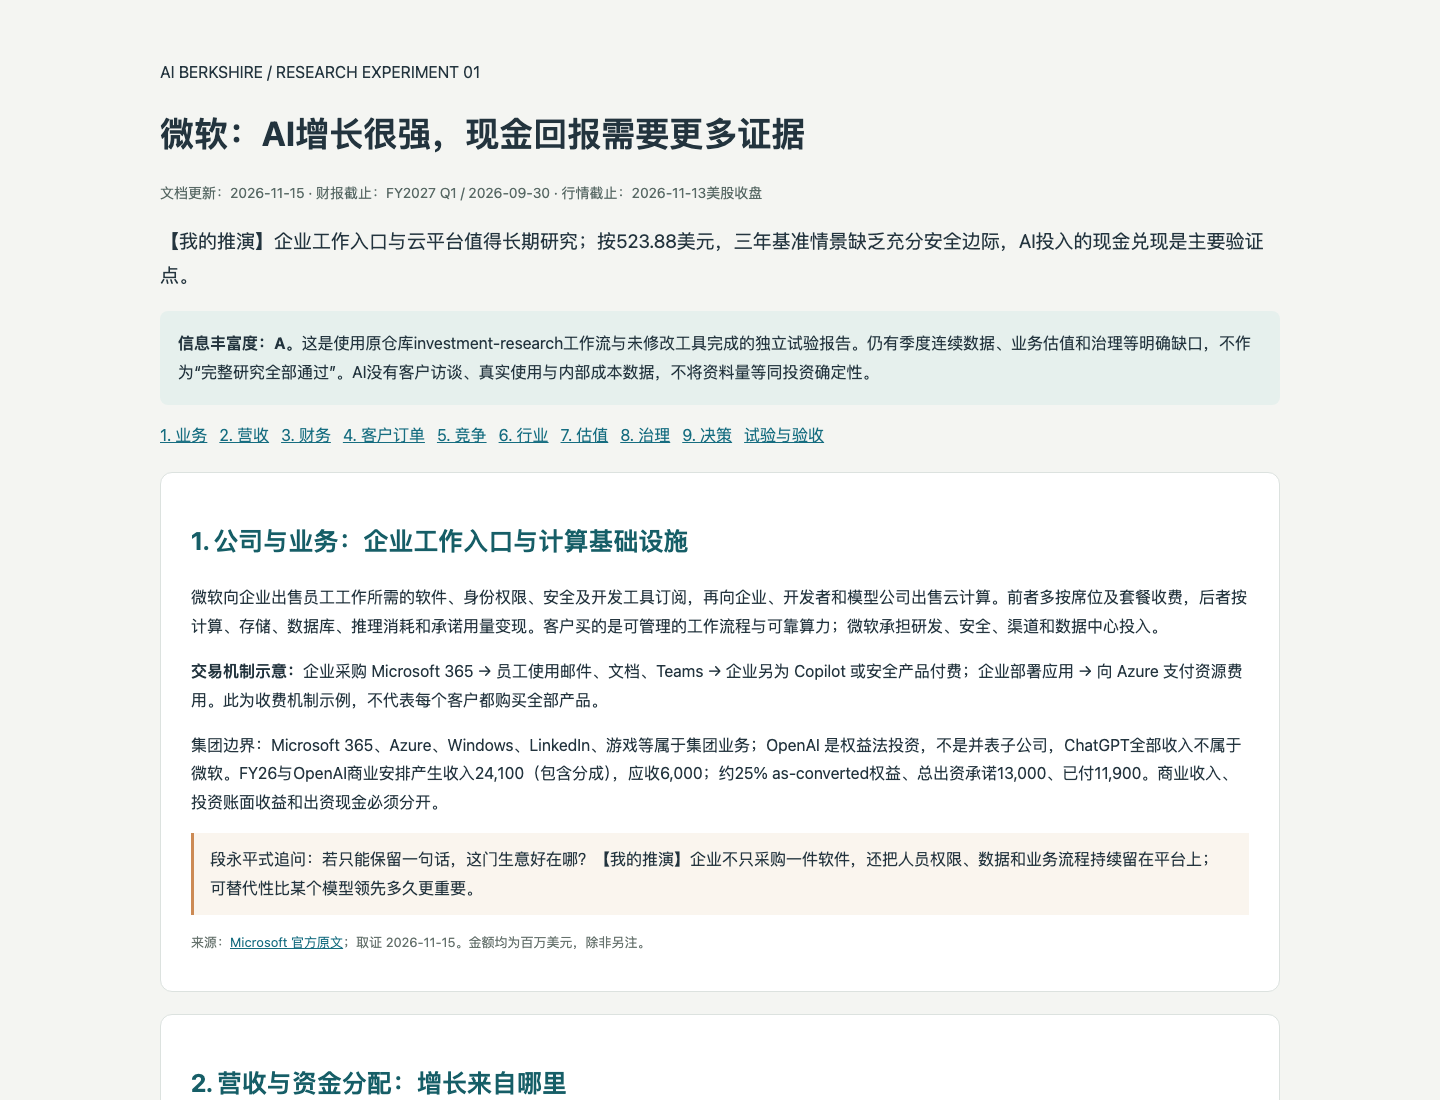 AI BERKSHIRE / RESEARCH EXPERIMENT 01
微软：AI增长很强，现金回报需要更多证据
文档更新：2026-11-15 · 财报截止：FY2027 Q1 / 2026-09-30 · 行情截止：2026-11-13美股收盘
【我的推演】企业工作入口与云平台值得长期研究；按523.88美元，三年基准情景缺乏充分安全边际，AI投入的现金兑现是主要验证
点。
信息丰富度：A。这是使用原仓库investment-research工作流与未修改工具完成的独立试验报告。仍有季度连续数据、业务估值和治理等明确缺口，不作
为“完整研究全部通过”。AI没有客户访谈、真实使用与内部成本数据，不将资料量等同投资确定性。
1. 业务 2. 营收 3. 财务 4. 客户订单 5. 竞争 6. 行业 7. 估值 8. 治理 9. 决策 试验与验收
1. 公司与业务：企业工作入口与计算基础设施
微软向企业出售员工工作所需的软件、身份权限、安全及开发工具订阅，再向企业、开发者和模型公司出售云计算。前者多按席位及套餐收费，后者按
计算、存储、数据库、推理消耗和承诺用量变现。客户买的是可管理的工作流程与可靠算力；微软承担研发、安全、渠道和数据中心投入。
交易机制示意：企业采购 Microsoft 365 → 员工使用邮件、文档、Teams → 企业另为 Copilot 或安全产品付费；企业部署应用 → 向 Azure 支付资源费
用。此为收费机制示例，不代表每个客户都购买全部产品。
集团边界：Microsoft 365、Azure、Windows、LinkedIn、游戏等属于集团业务；OpenAI 是权益法投资，不是并表子公司，ChatGPT全部收入不属于
微软。FY26与OpenAI商业安排产生收入24,100（包含分成），应收6,000；约25% as-converted权益、总出资承诺13,000、已付11,900。商业收入、
投资账面收益和出资现金必须分开。
段永平式追问：若只能保留一句话，这门生意好在哪？【我的推演】企业不只采购一件软件，还把人员权限、数据和业务流程持续留在平台上；
可替代性比某个模型领先多久更重要。
来源：Microsoft 官方原文；取证 2026-11-15。金额均为百万美元，除非另注。
2. 营收与资金分配：增长来自哪里